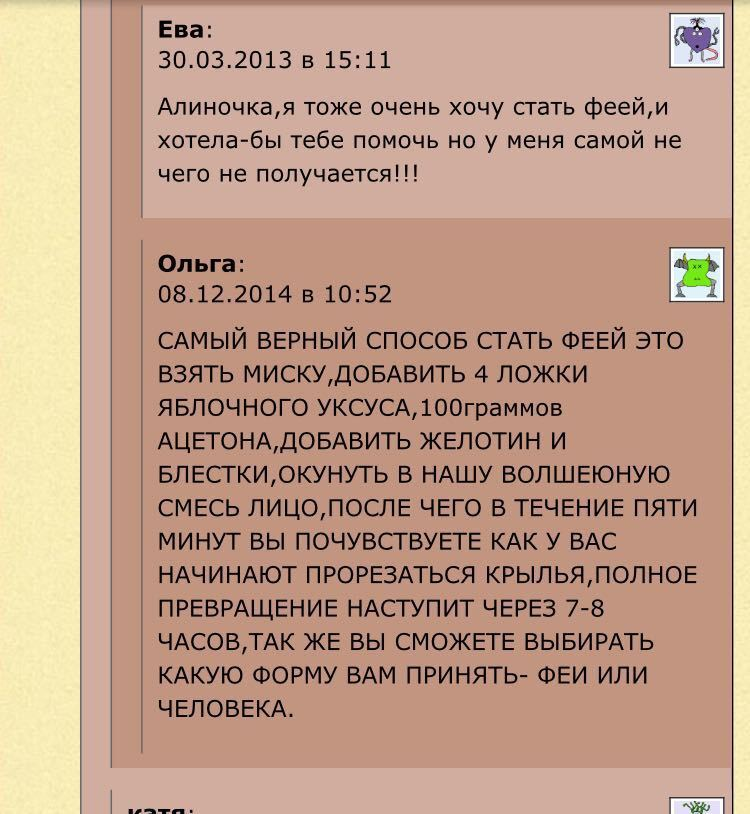 Ева:
30.03.2013 в 15:11
Алиночка,я тоже очень хочу стать феей,и
хотела-бы тебе помочь но у меня самой не
чего не получается!!!
Ольга:
08.12.2014 в 10:52
САМЫЙ ВЕРНЫЙ СПОСОБ СТАТЬ ФЕЕЙ ЭТО
ВЗЯТЬ МИСКУ,ДОБАВИТЬ 4 ЛОЖКИ
ЯБЛОЧНОГО УКСУСА,100граммов
АЦЕТОНА,ДОБАВИТЬ ЖЕЛОТИН И
БЛЕСТКИ,ОКУНУТЬ В НАШУ ВОЛШЕЮНУЮ
СМЕСЬ ЛИЦО,ПОСЛЕ ЧЕГО В ТЕЧЕНИЕ ПЯТИ
МИНУТ ВЫ ПОЧУВСТВУЕТЕ КАК У ВАС
НАЧИНАЮТ ПРОРЕЗАТЬСЯ КРЫЛЬЯ,ПОЛНОЕ
ПРЕВРАЩЕНИЕ НАСТУПИТ ЧЕРЕЗ 7-8
ЧАСОВ,ТАК ЖЕ ВЫ СМОЖЕТЕ ВЫБИРАТЬ
КАКУЮ ФОРМУ ВАМ ПРИНЯТЬ- ФЕИ ИЛИ
ЧЕЛОВЕКА.
катя: